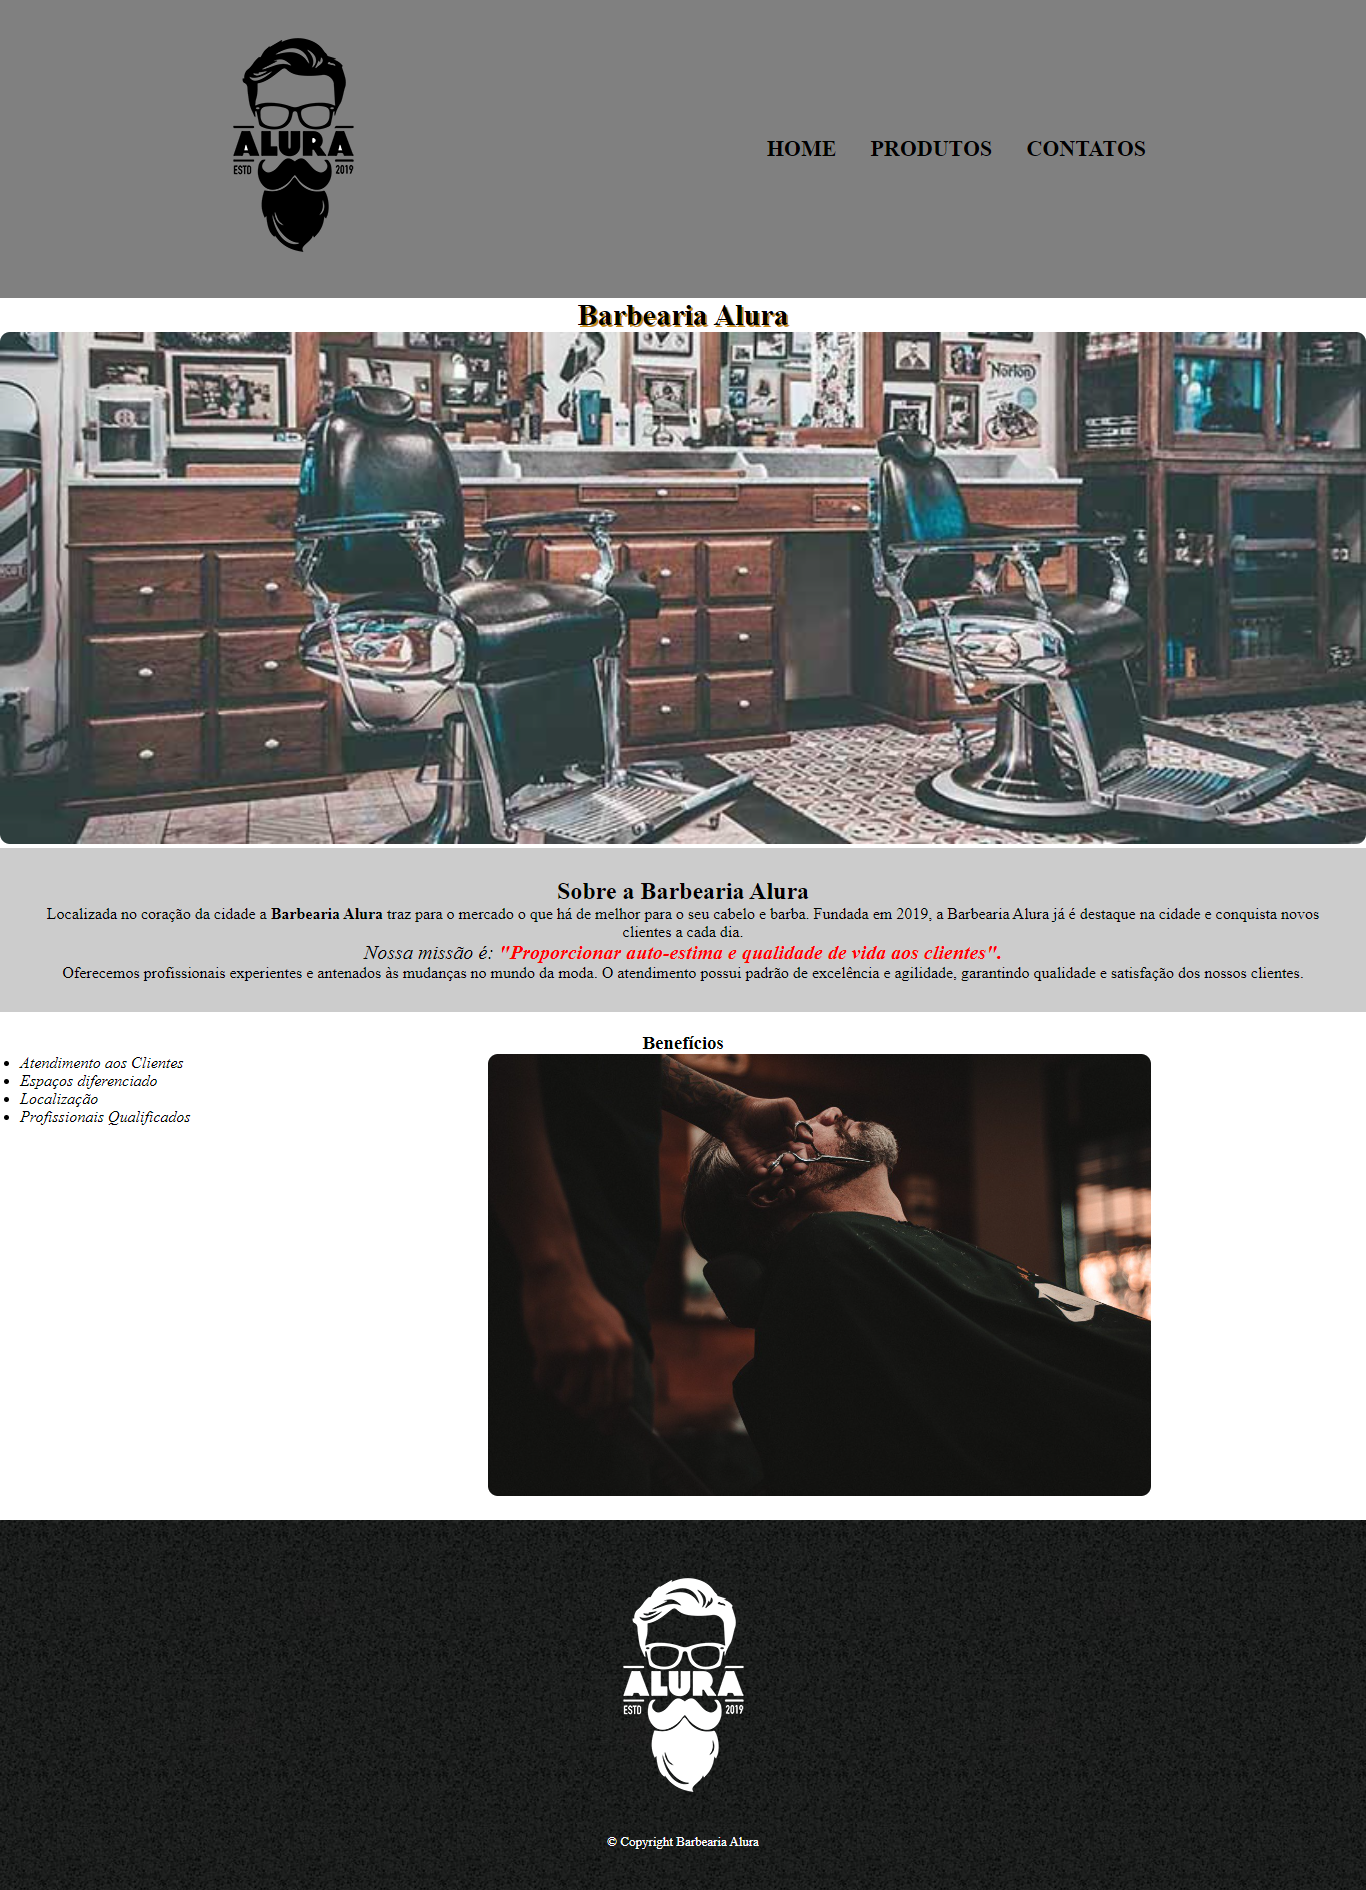 ALURA
ESTD 2019
HOME PRODUTOS CONTATOS
Barbearia Alura
Norton
Sobre a Barbearia Alura
Localizada no coração da cidade a Barbearia Alura traz para o mercado o que há de melhor para o seu cabelo e barba. Fundada em 2019, a Barbearia Alura já é destaque na cidade e conquista novos
clientes a cada dia.
Nossa missão é: "Proporcionar auto-estima e qualidade de vida aos clientes".
Oferecemos profissionais experientes e antenados às mudanças no mundo da moda. O atendimento possui padrão de excelência e agilidade, garantindo qualidade e satisfação dos nossos clientes.
Benefícios
Atendimento aos Clientes
Espaços diferenciado
Localização
Profissionais Qualificados
ALURA
ESTD 2019
© Copyright Barbearia Alura